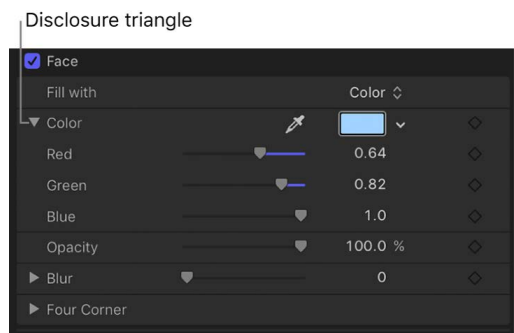 Disclosure triangle
Face
Fill with Color
Color
Red 0.64
Green 0.82
Blue 1.0
Opacity 100.0 %
Blur 0
Four Corner